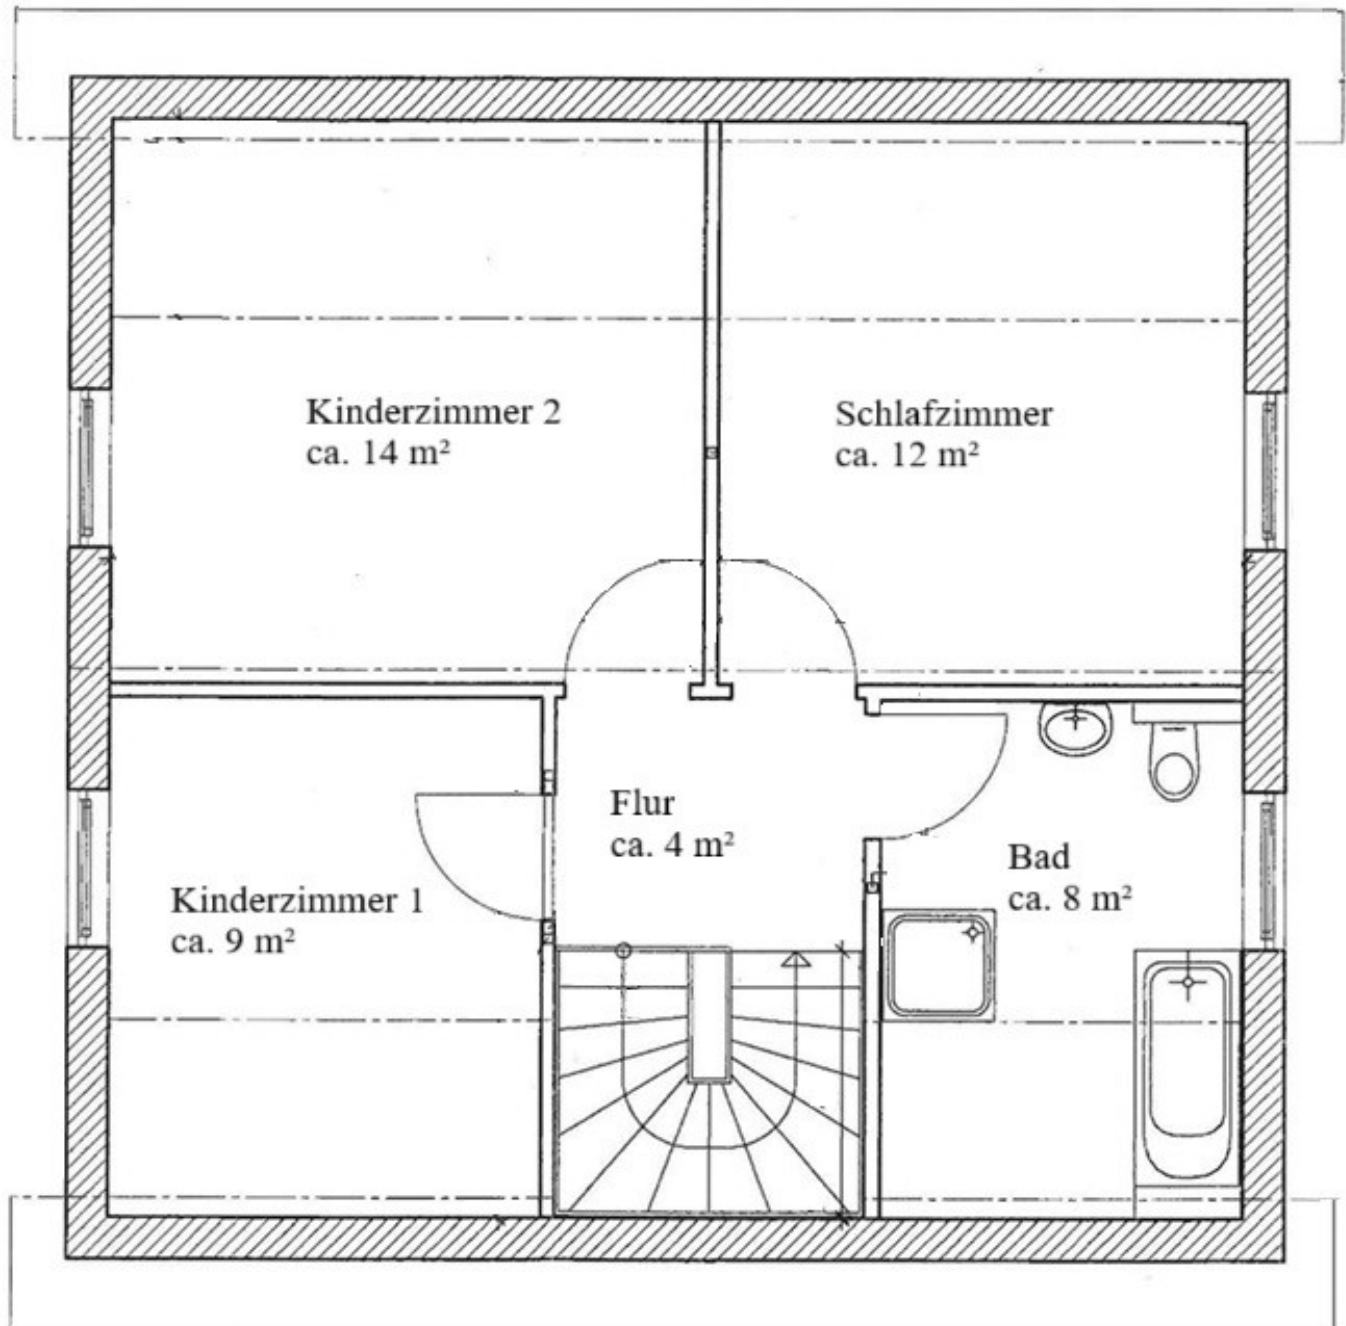 Kinderzimmer 2
ca. 14 m²
Schlafzimmer
ca. 12 m²
Flur
ca. 4 m²
Bad
ca. 8 m²
Kinderzimmer 1
ca. 9 m²